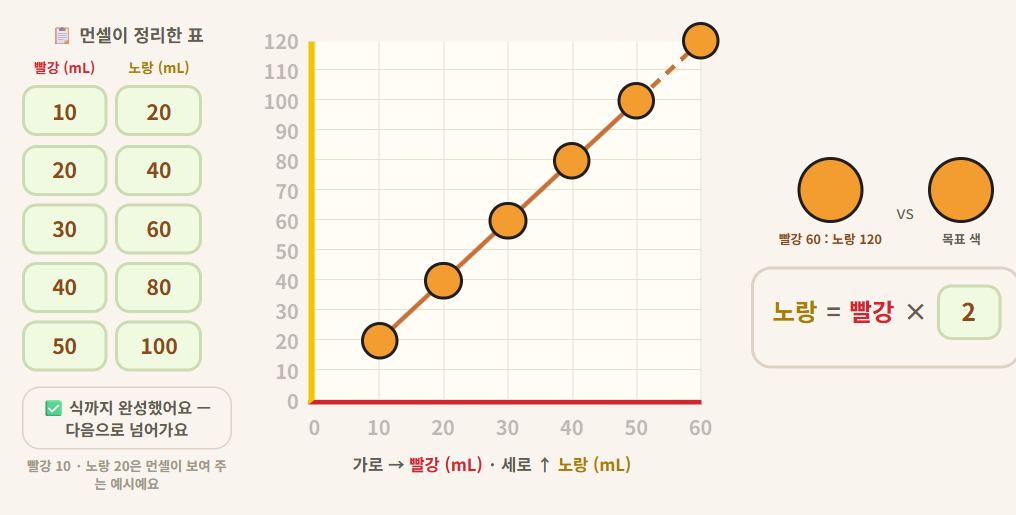 📋 먼셀이 정리한 표
빨강 (mL) 노랑 (mL)
10 20
20 40
30 60
40 80
50 100
✅ 식까지 완성했어요 —
다음으로 넘어가요
빨강 10 · 노랑 20은 먼셀이 보여 주
는 예시예요
120
110
100
90
80
70
60
50
40
30
20
10
0
0 10 20 30 40 50 60
가로 → 빨강 (mL) · 세로 ↑ 노랑 (mL)
vs
빨강 60 : 노랑 120 목표 색
노랑 = 빨강 × 2